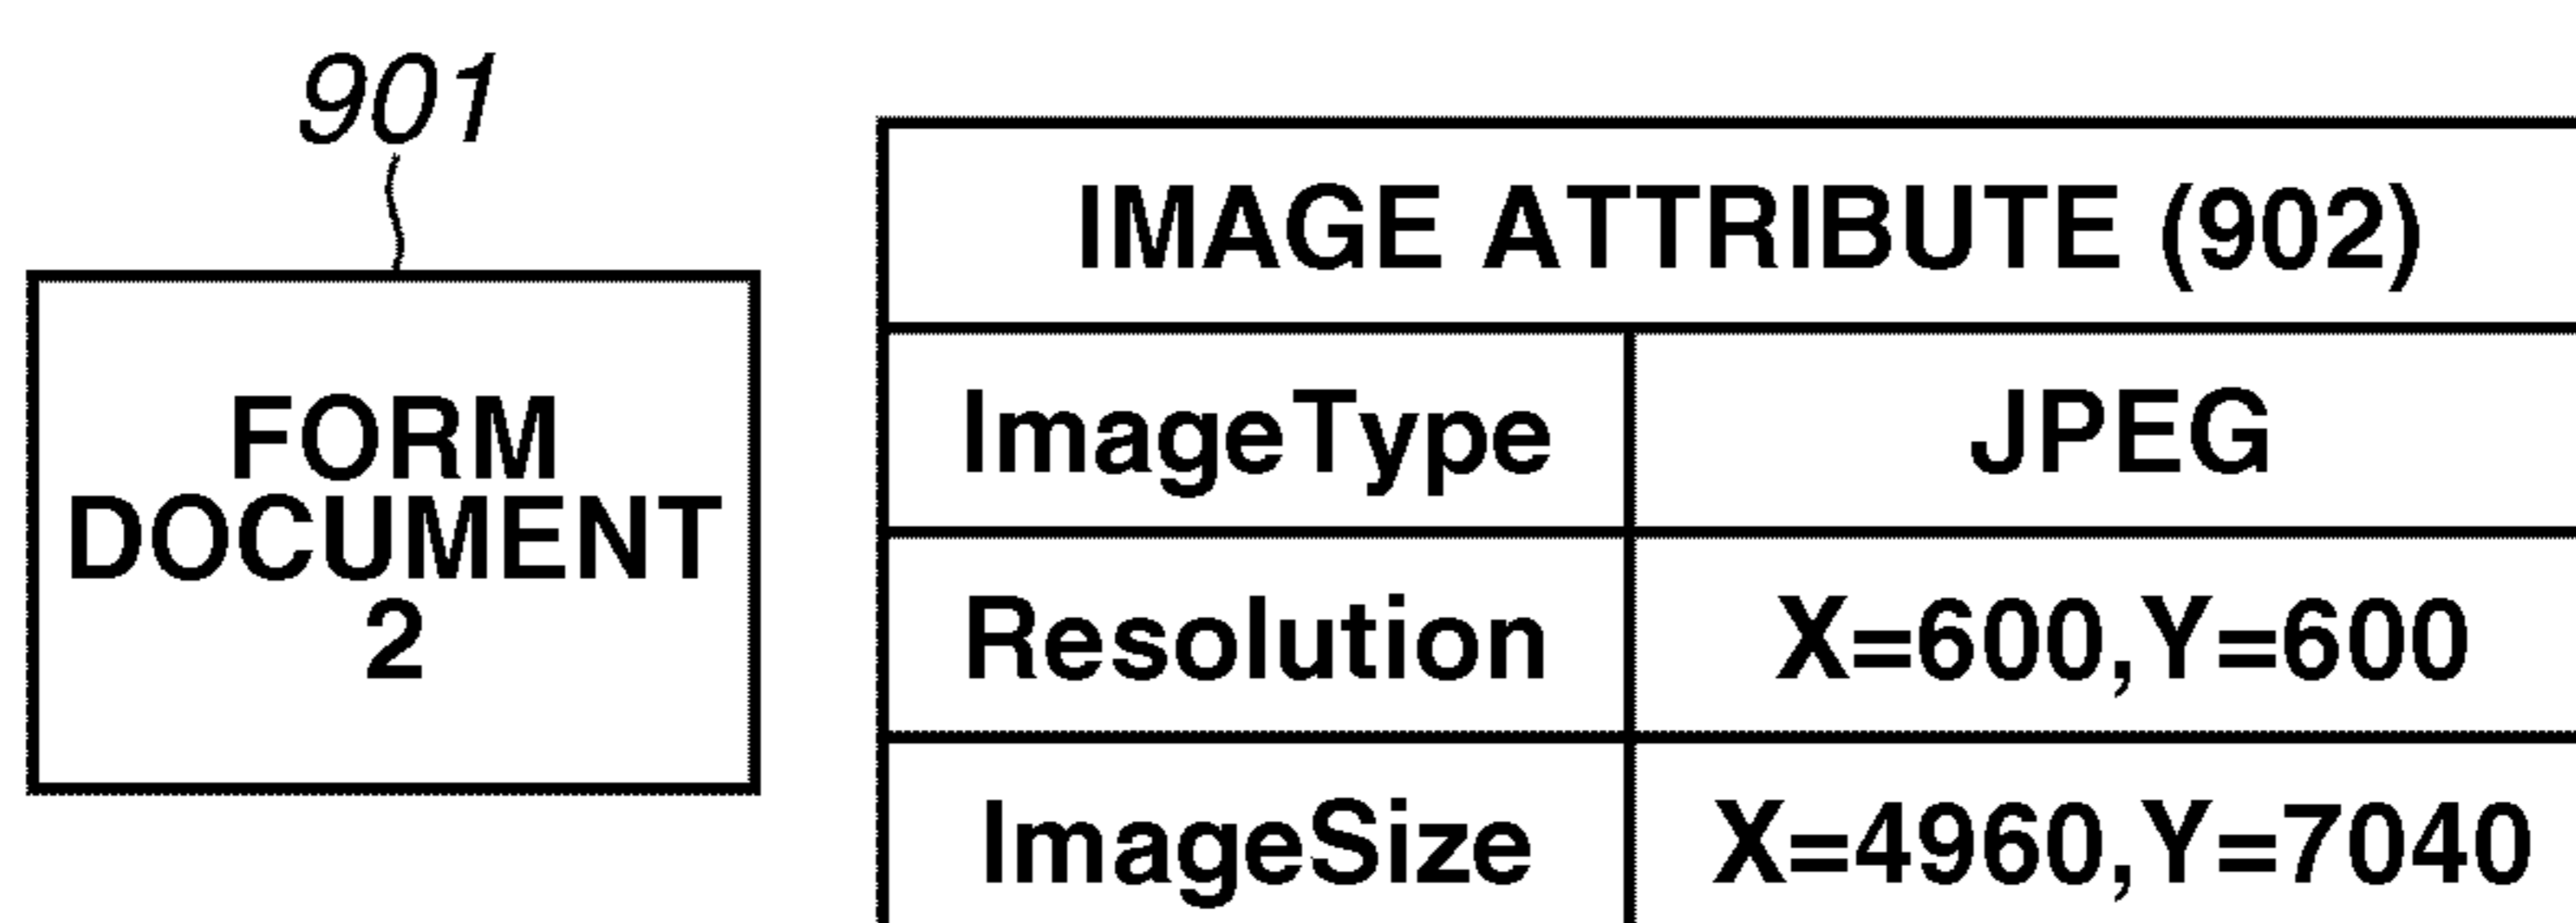 901
FORM
DOCUMENT
2
IMAGE ATTRIBUTE (902)
ImageType JPEG
Resolution X=600,Y=600
ImageSize X=4960,Y=7040